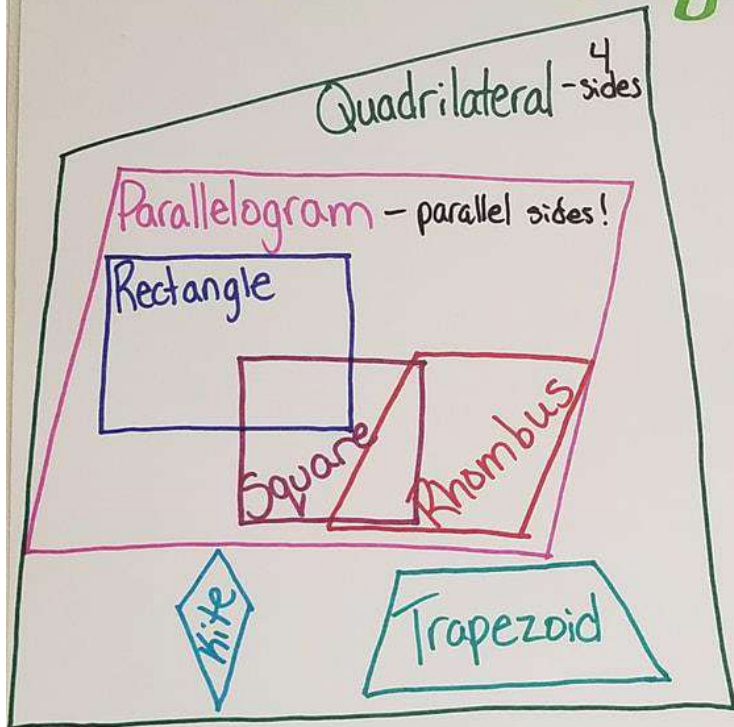 Quadrilateral - 4 sides
Parallelogram - parallel sides!
Rectangle
Square
Rhombus
Kite
Trapezoid